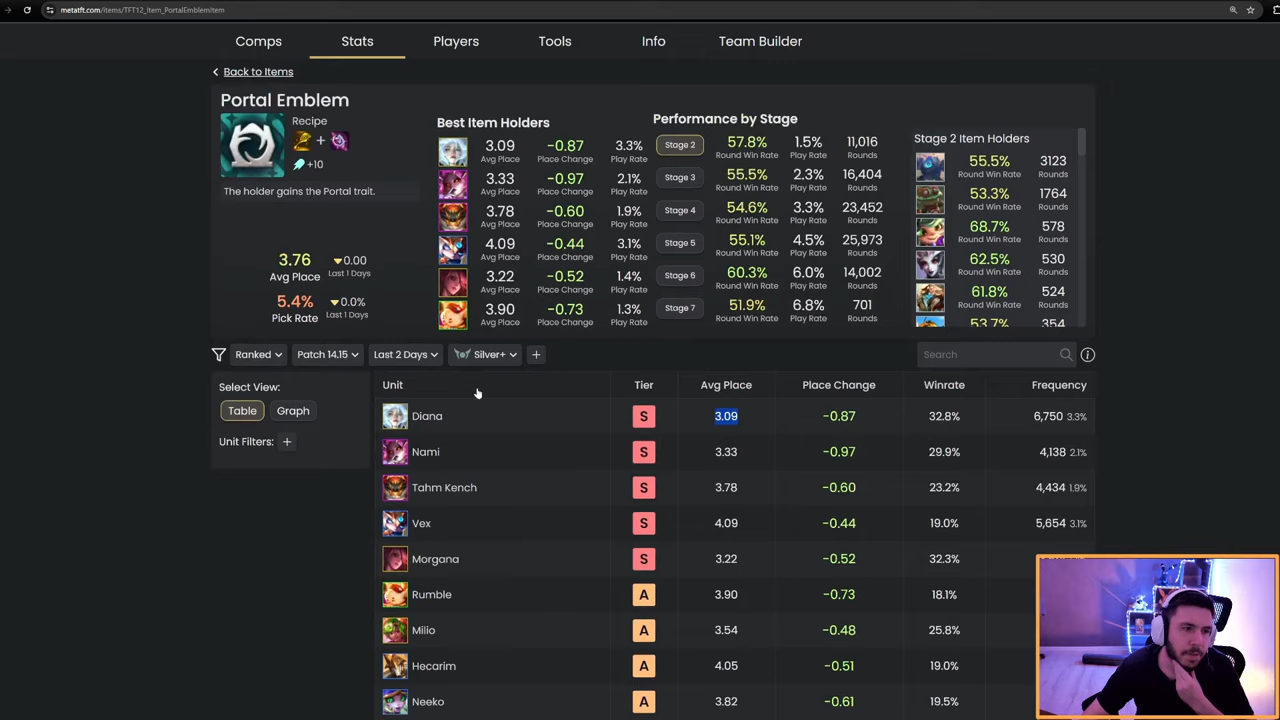 metatft.com/items/TFT12_Item_PortalEmblemItem
Comps Stats Players Tools Info Team Builder
Back to Items
Portal Emblem
Recipe
+
+10
The holder gains the Portal trait.
3.76 0.00
Avg Place Last 1 Days
5.4% 0.0%
Pick Rate Last 1 Days
Best Item Holders
3.09 -0.87 3.3%
Avg Place Place Change Play Rate
3.33 -0.97 2.1%
Avg Place Place Change Play Rate
3.78 -0.60 1.9%
Avg Place Place Change Play Rate
4.09 -0.44 3.1%
Avg Place Place Change Play Rate
3.22 -0.52 1.4%
Avg Place Place Change Play Rate
3.90 -0.73 1.3%
Avg Place Place Change Play Rate
Performance by Stage
Stage 2 57.8% 1.5% 11,016
Round Win Rate Play Rate Rounds
Stage 3 55.5% 2.3% 16,404
Round Win Rate Play Rate Rounds
Stage 4 54.6% 3.3% 23,452
Round Win Rate Play Rate Rounds
Stage 5 55.1% 4.5% 25,973
Round Win Rate Play Rate Rounds
Stage 6 60.3% 6.0% 14,002
Round Win Rate Play Rate Rounds
Stage 7 51.9% 6.8% 701
Round Win Rate Play Rate Rounds
Stage 2 Item Holders
55.5% 3123
Round Win Rate Rounds
53.3% 1764
Round Win Rate Rounds
68.7% 578
Round Win Rate Rounds
62.5% 530
Round Win Rate Rounds
61.8% 524
Round Win Rate Rounds
53.7% 354
Ranked Patch 14.15 Last 2 Days Silver+ + Search
Select View:
Table Graph
Unit Filters: +
Unit Tier Avg Place Place Change Winrate Frequency
Diana S 3.09 -0.87 32.8% 6,750 3.3%
Nami S 3.33 -0.97 29.9% 4,138 2.1%
Tahm Kench S 3.78 -0.60 23.2% 4,434 1.9%
Vex S 4.09 -0.44 19.0% 5,654 3.1%
Morgana S 3.22 -0.52 32.3%
Rumble A 3.90 -0.73 18.1%
Milio A 3.54 -0.48 25.8%
Hecarim A 4.05 -0.51 19.0%
Neeko A 3.82 -0.61 19.5%